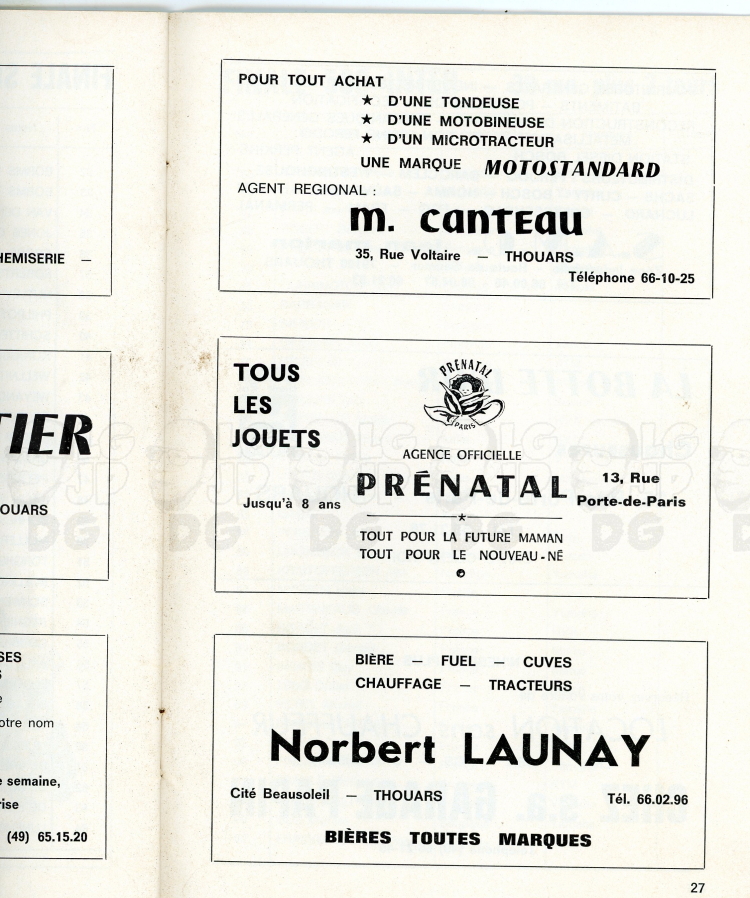 HEMISERIE —
TIER
OUARS
SES
S
e
otre nom
e semaine,
rise
(49) 65.15.20
POUR TOUT ACHAT
★ D'UNE TONDEUSE
★ D'UNE MOTOBINEUSE
★ D'UN MICROTRACTEUR
UNE MARQUE MOTOSTANDARD
AGENT REGIONAL :
m. canteau
35, Rue Voltaire — THOUARS
Téléphone 66-10-25
TOUS
LES
JOUETS
Jusqu'à 8 ans
PRENATAL
PARIS
AGENCE OFFICIELLE
PRÉNATAL
13, Rue
Porte-de-Paris
TOUT POUR LA FUTURE MAMAN
TOUT POUR LE NOUVEAU-NÉ
BIÈRE — FUEL — CUVES
CHAUFFAGE — TRACTEURS
Norbert LAUNAY
Cité Beausoleil — THOUARS
Tél. 66.02.96
BIÈRES TOUTES MARQUES
27